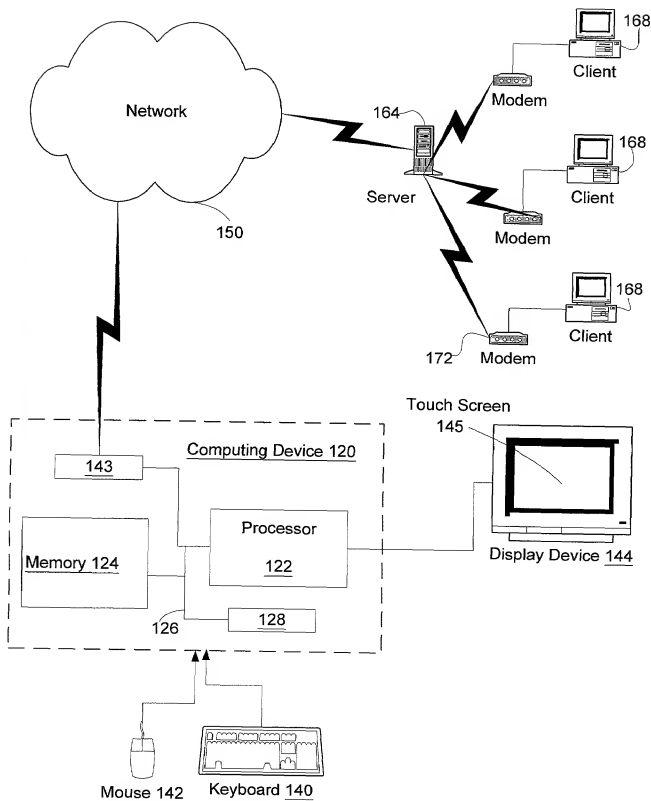 168
Client
Modem
Network
164
168
Server
Client
Modem
150
168
172
Modem
Client
Touch Screen
145
Computing Device 120
143
Processor
122
Memory 124
Display Device 144
126
128
Mouse 142
Keyboard 140